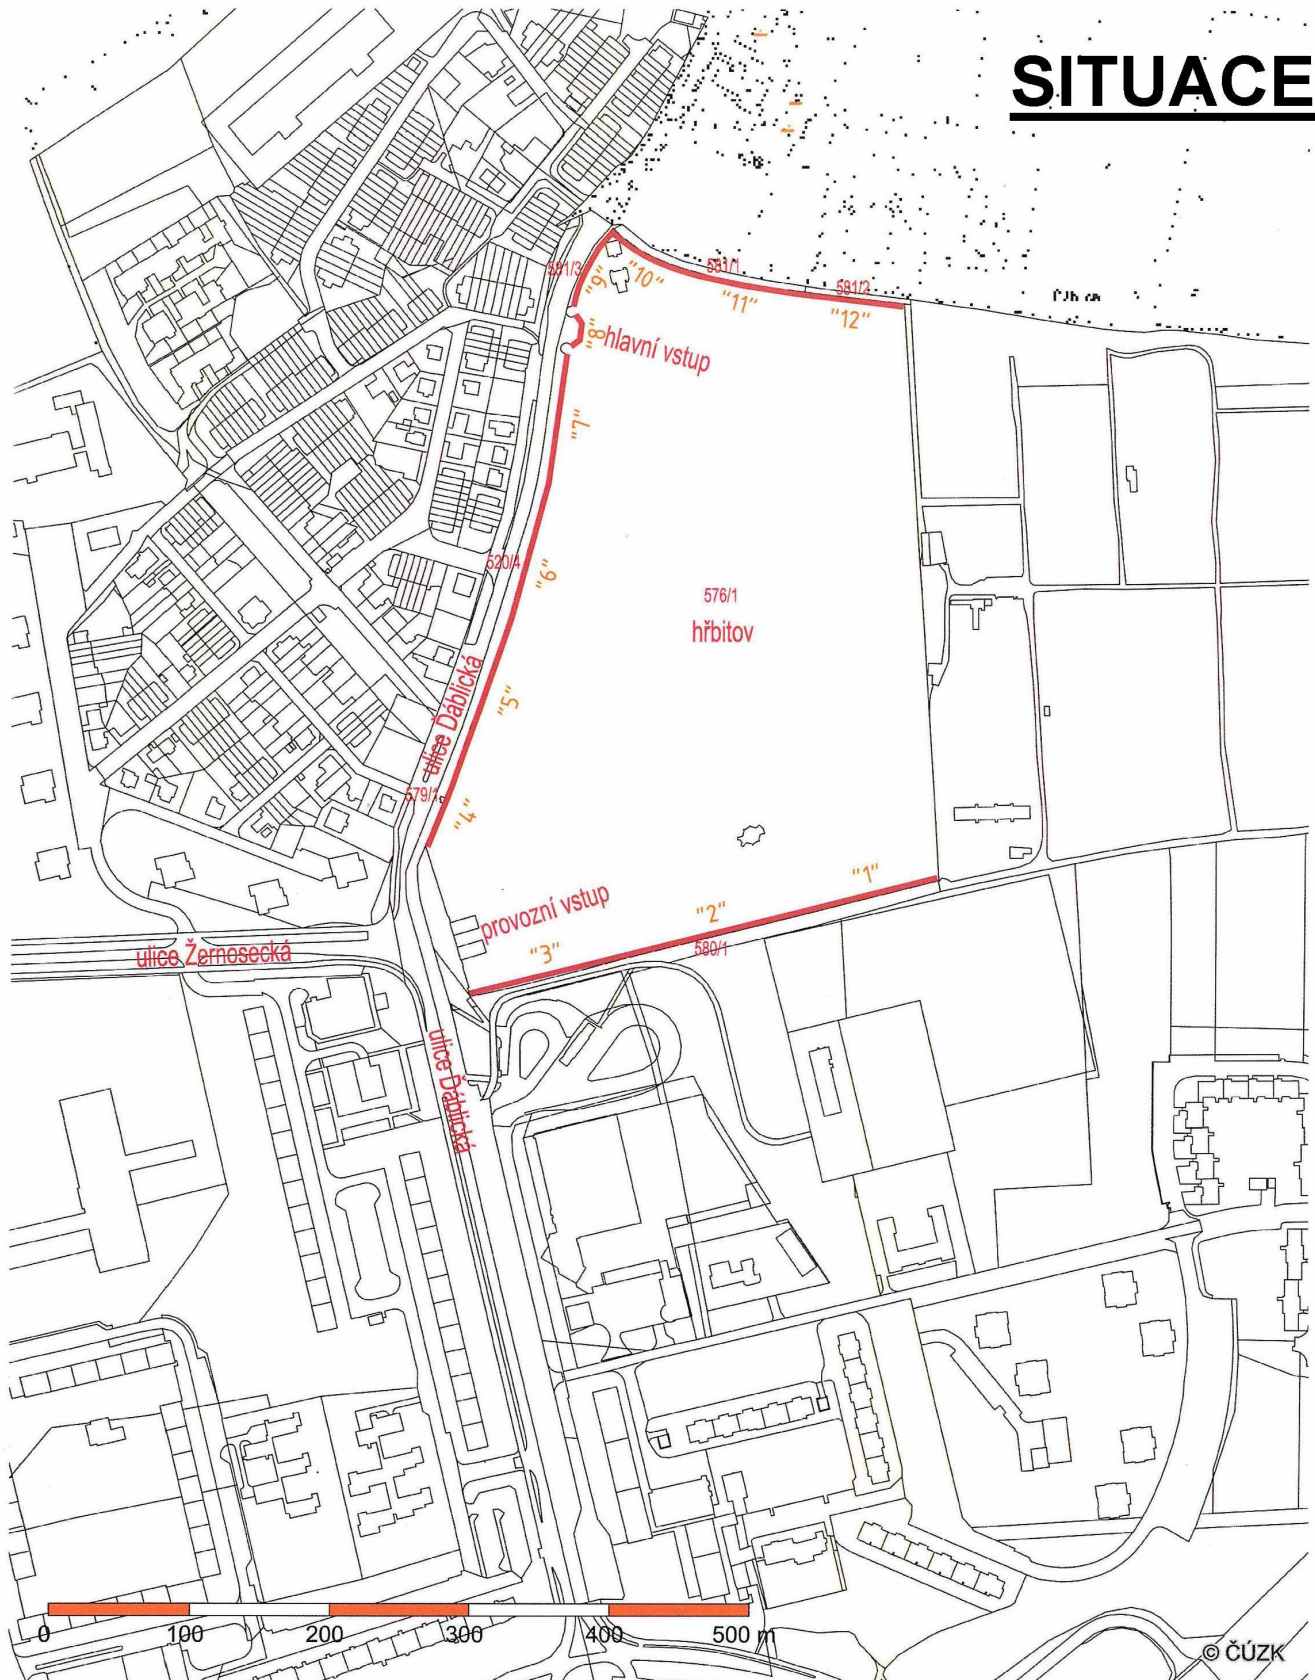 SITUACE
581/3
"9"
"10"
581/1
581/2
"11"
"12"
"8"
hlavní vstup
"7"
520/4
"6"
576/1
hřbitov
ulice Ďáblická
"5"
579/1
"4"
"1"
provozní vstup
"2"
"3"
580/1
ulice Žernosecká
ulice Ďáblická
0 100 200 300 400 500 m
© ČÚZK